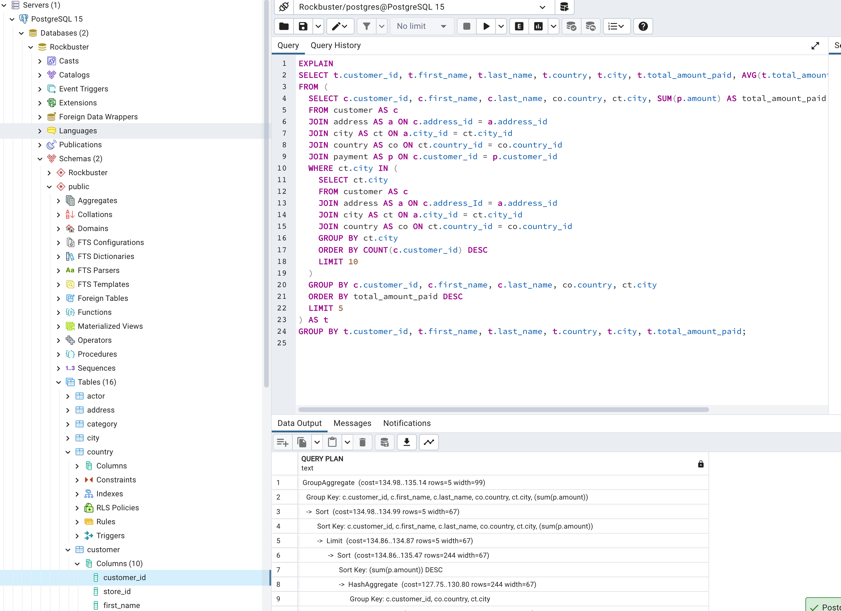 Servers (1)
PostgreSQL 15
Databases (2)
Rockbuster
Casts
Catalogs
Event Triggers
Extensions
Foreign Data Wrappers
Languages
Publications
Schemas (2)
Rockbuster
public
Aggregates
Collations
Domains
FTS Configurations
FTS Dictionaries
Aa FTS Parsers
FTS Templates
Foreign Tables
Functions
Materialized Views
Operators
Procedures
1..3 Sequences
Tables (16)
actor
address
category
city
country
Columns
Constraints
Indexes
RLS Policies
Rules
Triggers
customer
Columns (10)
customer_id
store_id
first_name
Rockbuster/postgres@PostgreSQL 15
No limit
E
Query Query History
1 EXPLAIN
2 SELECT t.customer_id, t.first_name, t.last_name, t.country, t.city, t.total_amount_paid, AVG(t.total_amount
3 FROM (
4 SELECT c.customer_id, c.first_name, c.last_name, co.country, ct.city, SUM(p.amount) AS total_amount_paid
5 FROM customer AS c
6 JOIN address AS a ON c.address_id = a.address_id
7 JOIN city AS ct ON a.city_id = ct.city_id
8 JOIN country AS co ON ct.country_id = co.country_id
9 JOIN payment AS p ON c.customer_id = p.customer_id
10 WHERE ct.city IN (
11 SELECT ct.city
12 FROM customer AS c
13 JOIN address AS a ON c.address_Id = a.address_id
14 JOIN city AS ct ON a.city_id = ct.city_id
15 JOIN country AS co ON ct.country_id = co.country_id
16 GROUP BY ct.city
17 ORDER BY COUNT(c.customer_id) DESC
18 LIMIT 10
19 )
20 GROUP BY c.customer_id, c.first_name, c.last_name, co.country, ct.city
21 ORDER BY total_amount_paid DESC
22 LIMIT 5
23 ) AS t
24 GROUP BY t.customer_id, t.first_name, t.last_name, t.country, t.city, t.total_amount_paid;
25
Data Output Messages Notifications
QUERY PLAN
text
1 GroupAggregate (cost=134.98..135.14 rows=5 width=99)
2 Group Key: c.customer_id, c.first_name, c.last_name, co.country, ct.city, (sum(p.amount))
3 -> Sort (cost=134.98..134.99 rows=5 width=67)
4 Sort Key: c.customer_id, c.first_name, c.last_name, co.country, ct.city, (sum(p.amount))
5 -> Limit (cost=134.86..134.87 rows=5 width=67)
6 -> Sort (cost=134.86..135.47 rows=244 width=67)
7 Sort Key: (sum(p.amount)) DESC
8 -> HashAggregate (cost=127.75..130.80 rows=244 width=67)
9 Group Key: c.customer_id, co.country, ct.city